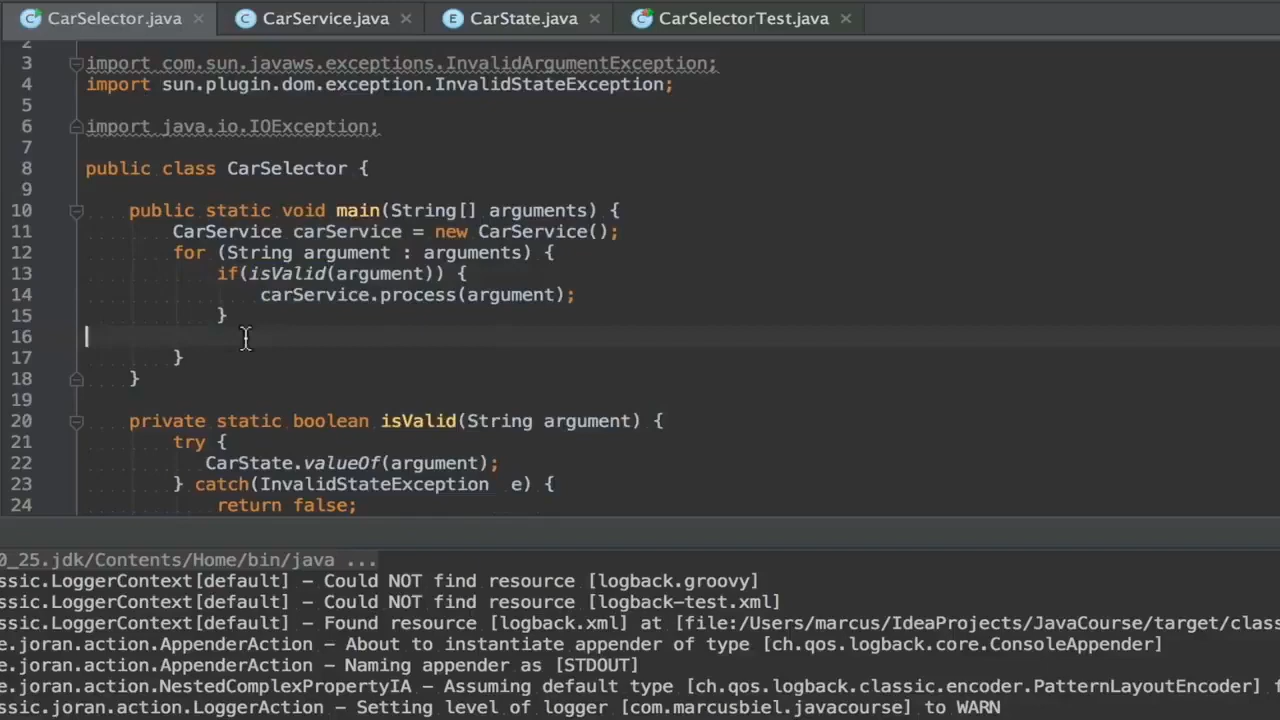 CarSelector.java CarService.java CarState.java CarSelectorTest.java
2
3 import com.sun.javaws.exceptions.InvalidArgumentException;
4 import sun.plugin.dom.exception.InvalidStateException;
5
6 import java.io.IOException;
7
8 public class CarSelector {
9
10 public static void main(String[] arguments) {
11 CarService carService = new CarService();
12 for (String argument : arguments) {
13 if(isValid(argument)) {
14 carService.process(argument);
15 }
16
17 }
18 }
19
20 private static boolean isValid(String argument) {
21 try {
22 CarState.valueOf(argument);
23 } catch(InvalidStateException e) {
24 return false;
0_25.jdk/Contents/Home/bin/java ...
assic.LoggerContext[default] – Could NOT find resource [logback.groovy]
assic.LoggerContext[default] – Could NOT find resource [logback-test.xml]
assic.LoggerContext[default] – Found resource [logback.xml] at [file:/Users/marcus/IdeaProjects/JavaCourse/target/class
e.joran.action.AppenderAction – About to instantiate appender of type [ch.qos.logback.core.ConsoleAppender]
e.joran.action.AppenderAction – Naming appender as [STDOUT]
e.joran.action.NestedComplexPropertyIA – Assuming default type [ch.qos.logback.classic.encoder.PatternLayoutEncoder] f
ssic.joran.action.LoggerAction – Setting level of logger [com.marcusbiel.javacourse] to WARN